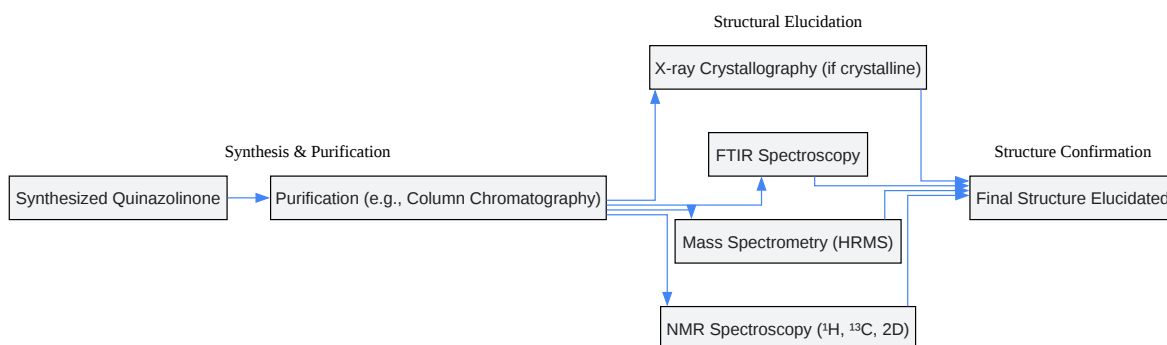 Structural Elucidation
X-ray Crystallography (if crystalline)
Synthesis & Purification
FTIR Spectroscopy
Structure Confirmation
Synthesized Quinazolinone
Purification (e.g., Column Chromatography)
Final Structure Elucidated
Mass Spectrometry (HRMS)
NMR Spectroscopy (¹H, ¹³C, 2D)